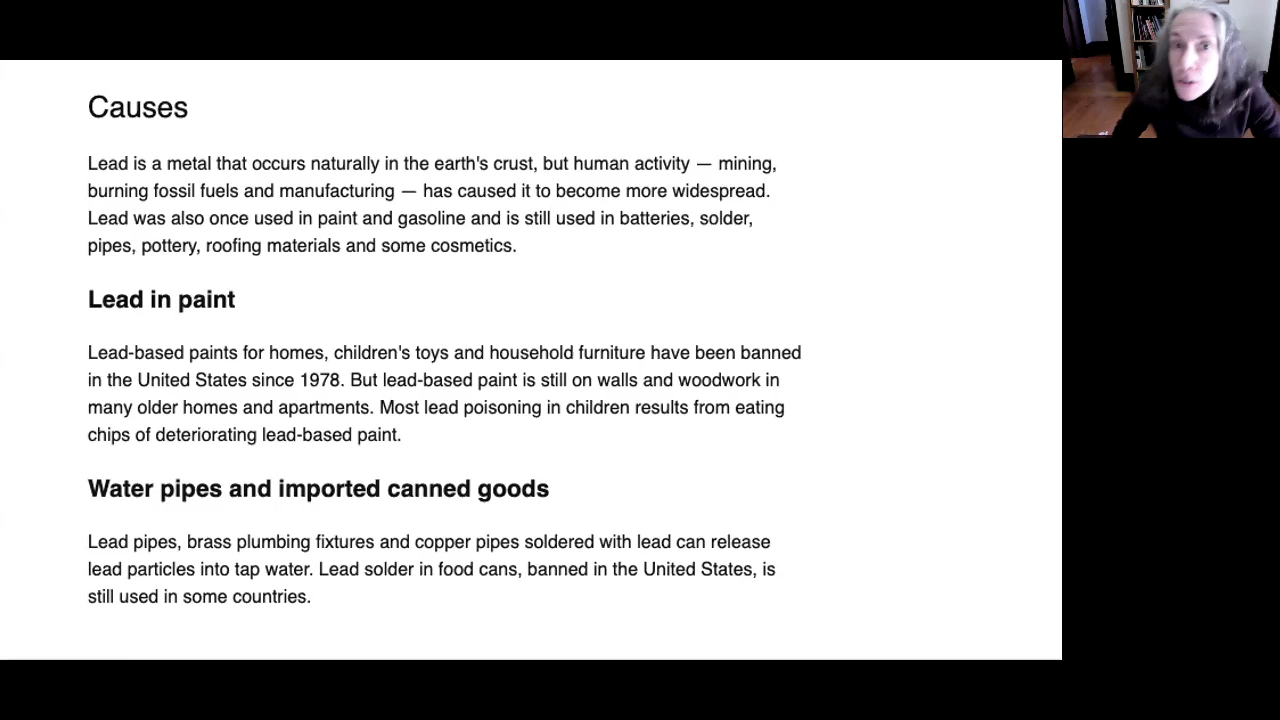 Causes
Lead is a metal that occurs naturally in the earth's crust, but human activity — mining,
burning fossil fuels and manufacturing — has caused it to become more widespread.
Lead was also once used in paint and gasoline and is still used in batteries, solder,
pipes, pottery, roofing materials and some cosmetics.
Lead in paint
Lead-based paints for homes, children's toys and household furniture have been banned
in the United States since 1978. But lead-based paint is still on walls and woodwork in
many older homes and apartments. Most lead poisoning in children results from eating
chips of deteriorating lead-based paint.
Water pipes and imported canned goods
Lead pipes, brass plumbing fixtures and copper pipes soldered with lead can release
lead particles into tap water. Lead solder in food cans, banned in the United States, is
still used in some countries.